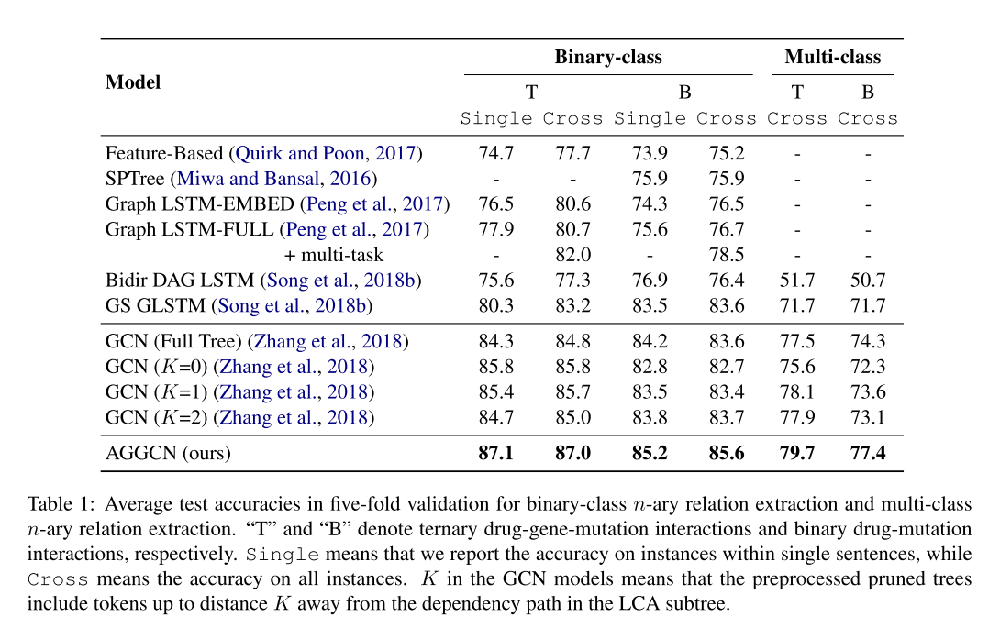 Model Binary-class Multi-class
T B T B
Single Cross Single Cross Cross Cross
Feature-Based (Quirk and Poon, 2017) 74.7 77.7 73.9 75.2 - -
SPTree (Miwa and Bansal, 2016) - - 75.9 75.9 - -
Graph LSTM-EMBED (Peng et al., 2017) 76.5 80.6 74.3 76.5 - -
Graph LSTM-FULL (Peng et al., 2017) 77.9 80.7 75.6 76.7 - -
+ multi-task - 82.0 - 78.5 - -
Bidir DAG LSTM (Song et al., 2018b) 75.6 77.3 76.9 76.4 51.7 50.7
GS GLSTM (Song et al., 2018b) 80.3 83.2 83.5 83.6 71.7 71.7
GCN (Full Tree) (Zhang et al., 2018) 84.3 84.8 84.2 83.6 77.5 74.3
GCN (K=0) (Zhang et al., 2018) 85.8 85.8 82.8 82.7 75.6 72.3
GCN (K=1) (Zhang et al., 2018) 85.4 85.7 83.5 83.4 78.1 73.6
GCN (K=2) (Zhang et al., 2018) 84.7 85.0 83.8 83.7 77.9 73.1
AGGCN (ours) 87.1 87.0 85.2 85.6 79.7 77.4
Table 1: Average test accuracies in five-fold validation for binary-class n-ary relation extraction and multi-class
n-ary relation extraction. “T” and “B” denote ternary drug-gene-mutation interactions and binary drug-mutation
interactions, respectively. Single means that we report the accuracy on instances within single sentences, while
Cross means the accuracy on all instances. K in the GCN models means that the preprocessed pruned trees
include tokens up to distance K away from the dependency path in the LCA subtree.